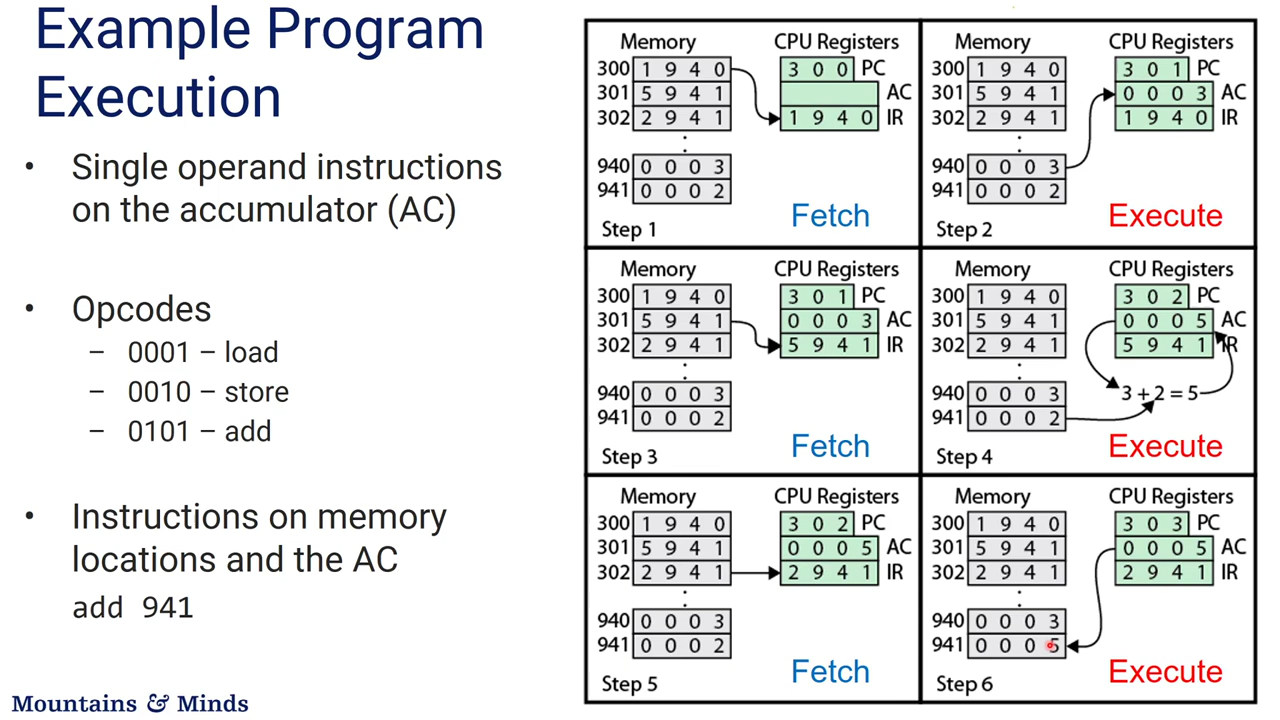 Example Program
Execution
• Single operand instructions
on the accumulator (AC)
• Opcodes
– 0001 – load
– 0010 – store
– 0101 – add
• Instructions on memory
locations and the AC
add 941
Mountains & Minds
Memory CPU Registers
300 1 9 4 0 3 0 0 PC
301 5 9 4 1 AC
302 2 9 4 1 1 9 4 0 IR
940 0 0 0 3
941 0 0 0 2
Fetch
Step 1
Memory CPU Registers
300 1 9 4 0 3 0 1 PC
301 5 9 4 1 0 0 0 3 AC
302 2 9 4 1 1 9 4 0 IR
940 0 0 0 3
941 0 0 0 2
Execute
Step 2
Memory CPU Registers
300 1 9 4 0 3 0 1 PC
301 5 9 4 1 0 0 0 3 AC
302 2 9 4 1 5 9 4 1 IR
940 0 0 0 3
941 0 0 0 2
Fetch
Step 3
Memory CPU Registers
300 1 9 4 0 3 0 2 PC
301 5 9 4 1 0 0 0 5 AC
302 2 9 4 1 5 9 4 1 IR
940 0 0 0 3 3 + 2 = 5
941 0 0 0 2
Execute
Step 4
Memory CPU Registers
300 1 9 4 0 3 0 2 PC
301 5 9 4 1 0 0 0 5 AC
302 2 9 4 1 2 9 4 1 IR
940 0 0 0 3
941 0 0 0 2
Fetch
Step 5
Memory CPU Registers
300 1 9 4 0 3 0 3 PC
301 5 9 4 1 0 0 0 5 AC
302 2 9 4 1 2 9 4 1 IR
940 0 0 0 3
941 0 0 0 5
Execute
Step 6